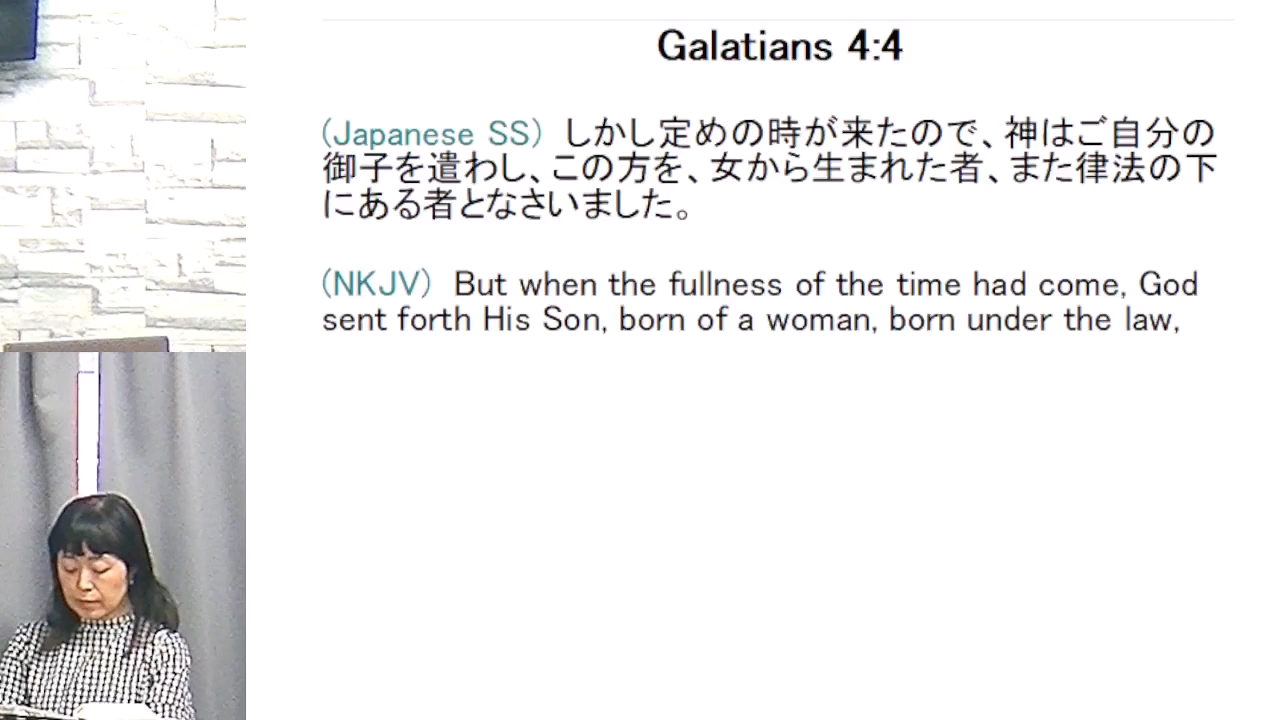 Galatians 4:4
(Japanese SS) しかし定めの時が来たので、神はご自分の
御子を遣わし、この方を、女から生まれた者、また律法の下
にある者となさいました。
(NKJV) But when the fullness of the time had come, God
sent forth His Son, born of a woman, born under the law,